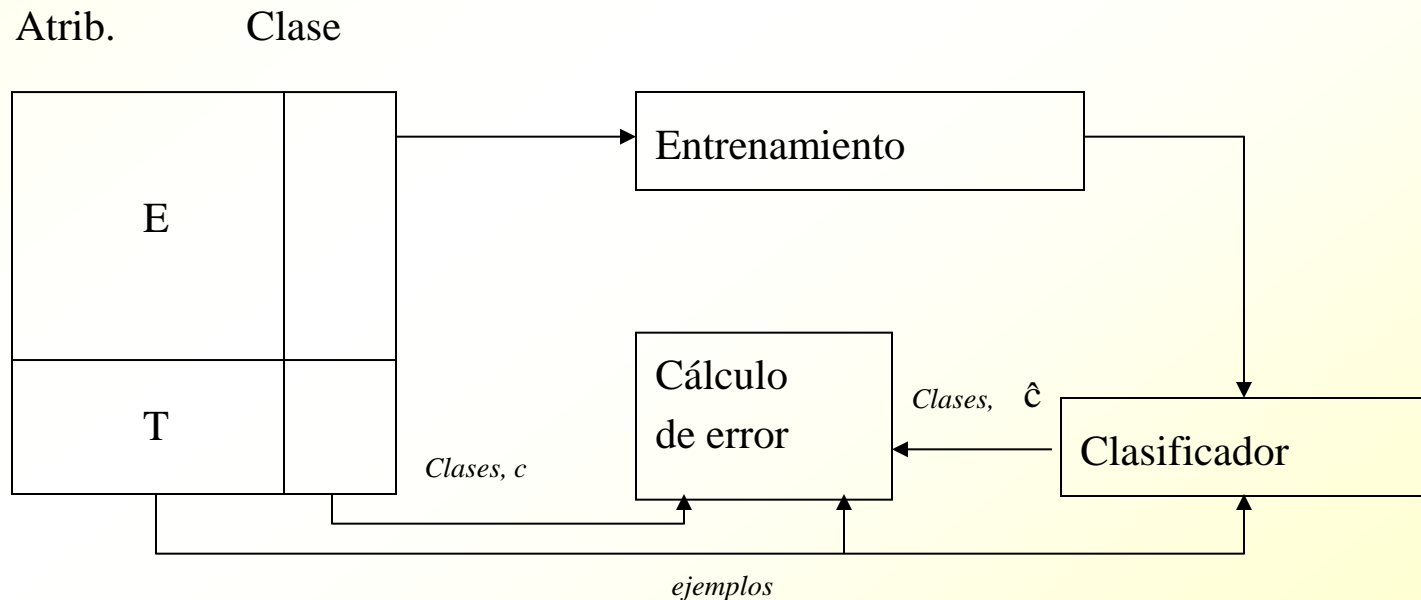 Atrib. Clase
Entrenamiento
E
Cálculo
de error
Clases, ĉ
Clasificador
T
Clases, c
ejemplos